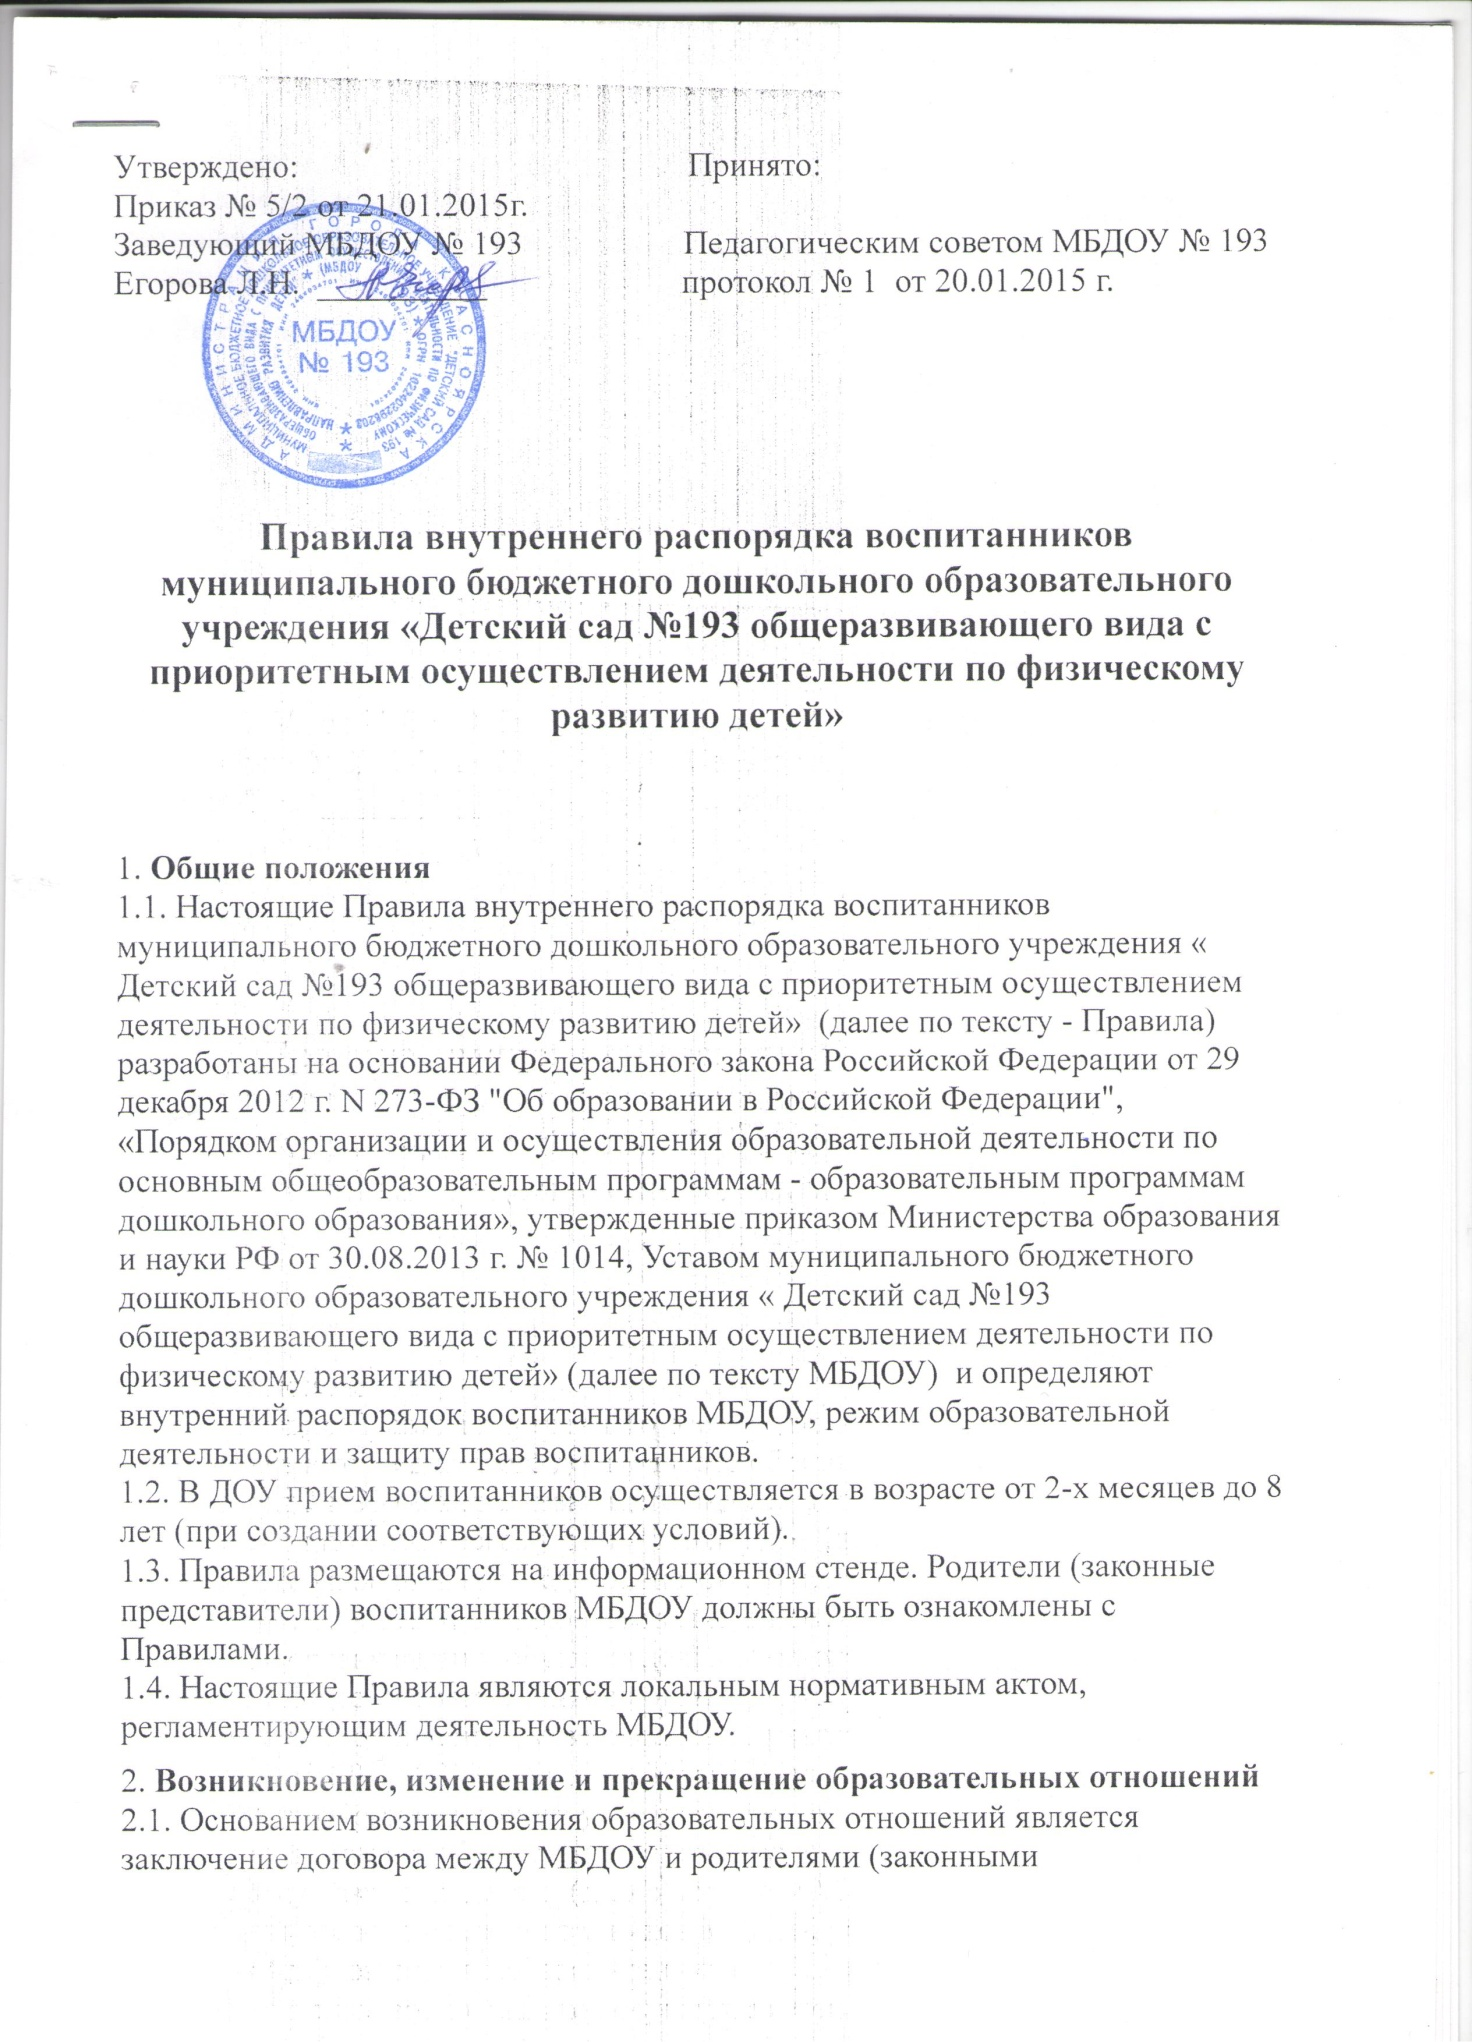 Утверждено: Принято:
Приказ № 5/2 от 21.01.2015г.
Заведующий МБДОУ № 193 Педагогическим советом МБДОУ № 193
Егорова Л.Н. протокол № 1 от 20.01.2015 г.
АДМИНИСТРАЦИЯ ГОРОДА КРАСНОЯРСКА
МБДОУ
№ 193
Правила внутреннего распорядка воспитанников
муниципального бюджетного дошкольного образовательного
учреждения «Детский сад №193 общеразвивающего вида с
приоритетным осуществлением деятельности по физическому
развитию детей»
1. Общие положения
1.1. Настоящие Правила внутреннего распорядка воспитанников
муниципального бюджетного дошкольного образовательного учреждения «
Детский сад №193 общеразвивающего вида с приоритетным осуществлением
деятельности по физическому развитию детей» (далее по тексту - Правила)
разработаны на основании Федерального закона Российской Федерации от 29
декабря 2012 г. N 273-ФЗ "Об образовании в Российской Федерации",
«Порядком организации и осуществления образовательной деятельности по
основным общеобразовательным программам - образовательным программам
дошкольного образования», утвержденные приказом Министерства образования
и науки РФ от 30.08.2013 г. № 1014, Уставом муниципального бюджетного
дошкольного образовательного учреждения « Детский сад №193
общеразвивающего вида с приоритетным осуществлением деятельности по
физическому развитию детей» (далее по тексту МБДОУ) и определяют
внутренний распорядок воспитанников МБДОУ, режим образовательной
деятельности и защиту прав воспитанников.
1.2. В ДОУ прием воспитанников осуществляется в возрасте от 2-х месяцев до 8
лет (при создании соответствующих условий).
1.3. Правила размещаются на информационном стенде. Родители (законные
представители) воспитанников МБДОУ должны быть ознакомлены с
Правилами.
1.4. Настоящие Правила являются локальным нормативным актом,
регламентирующим деятельность МБДОУ.
2. Возникновение, изменение и прекращение образовательных отношений
2.1. Основанием возникновения образовательных отношений является
заключение договора между МБДОУ и родителями (законными